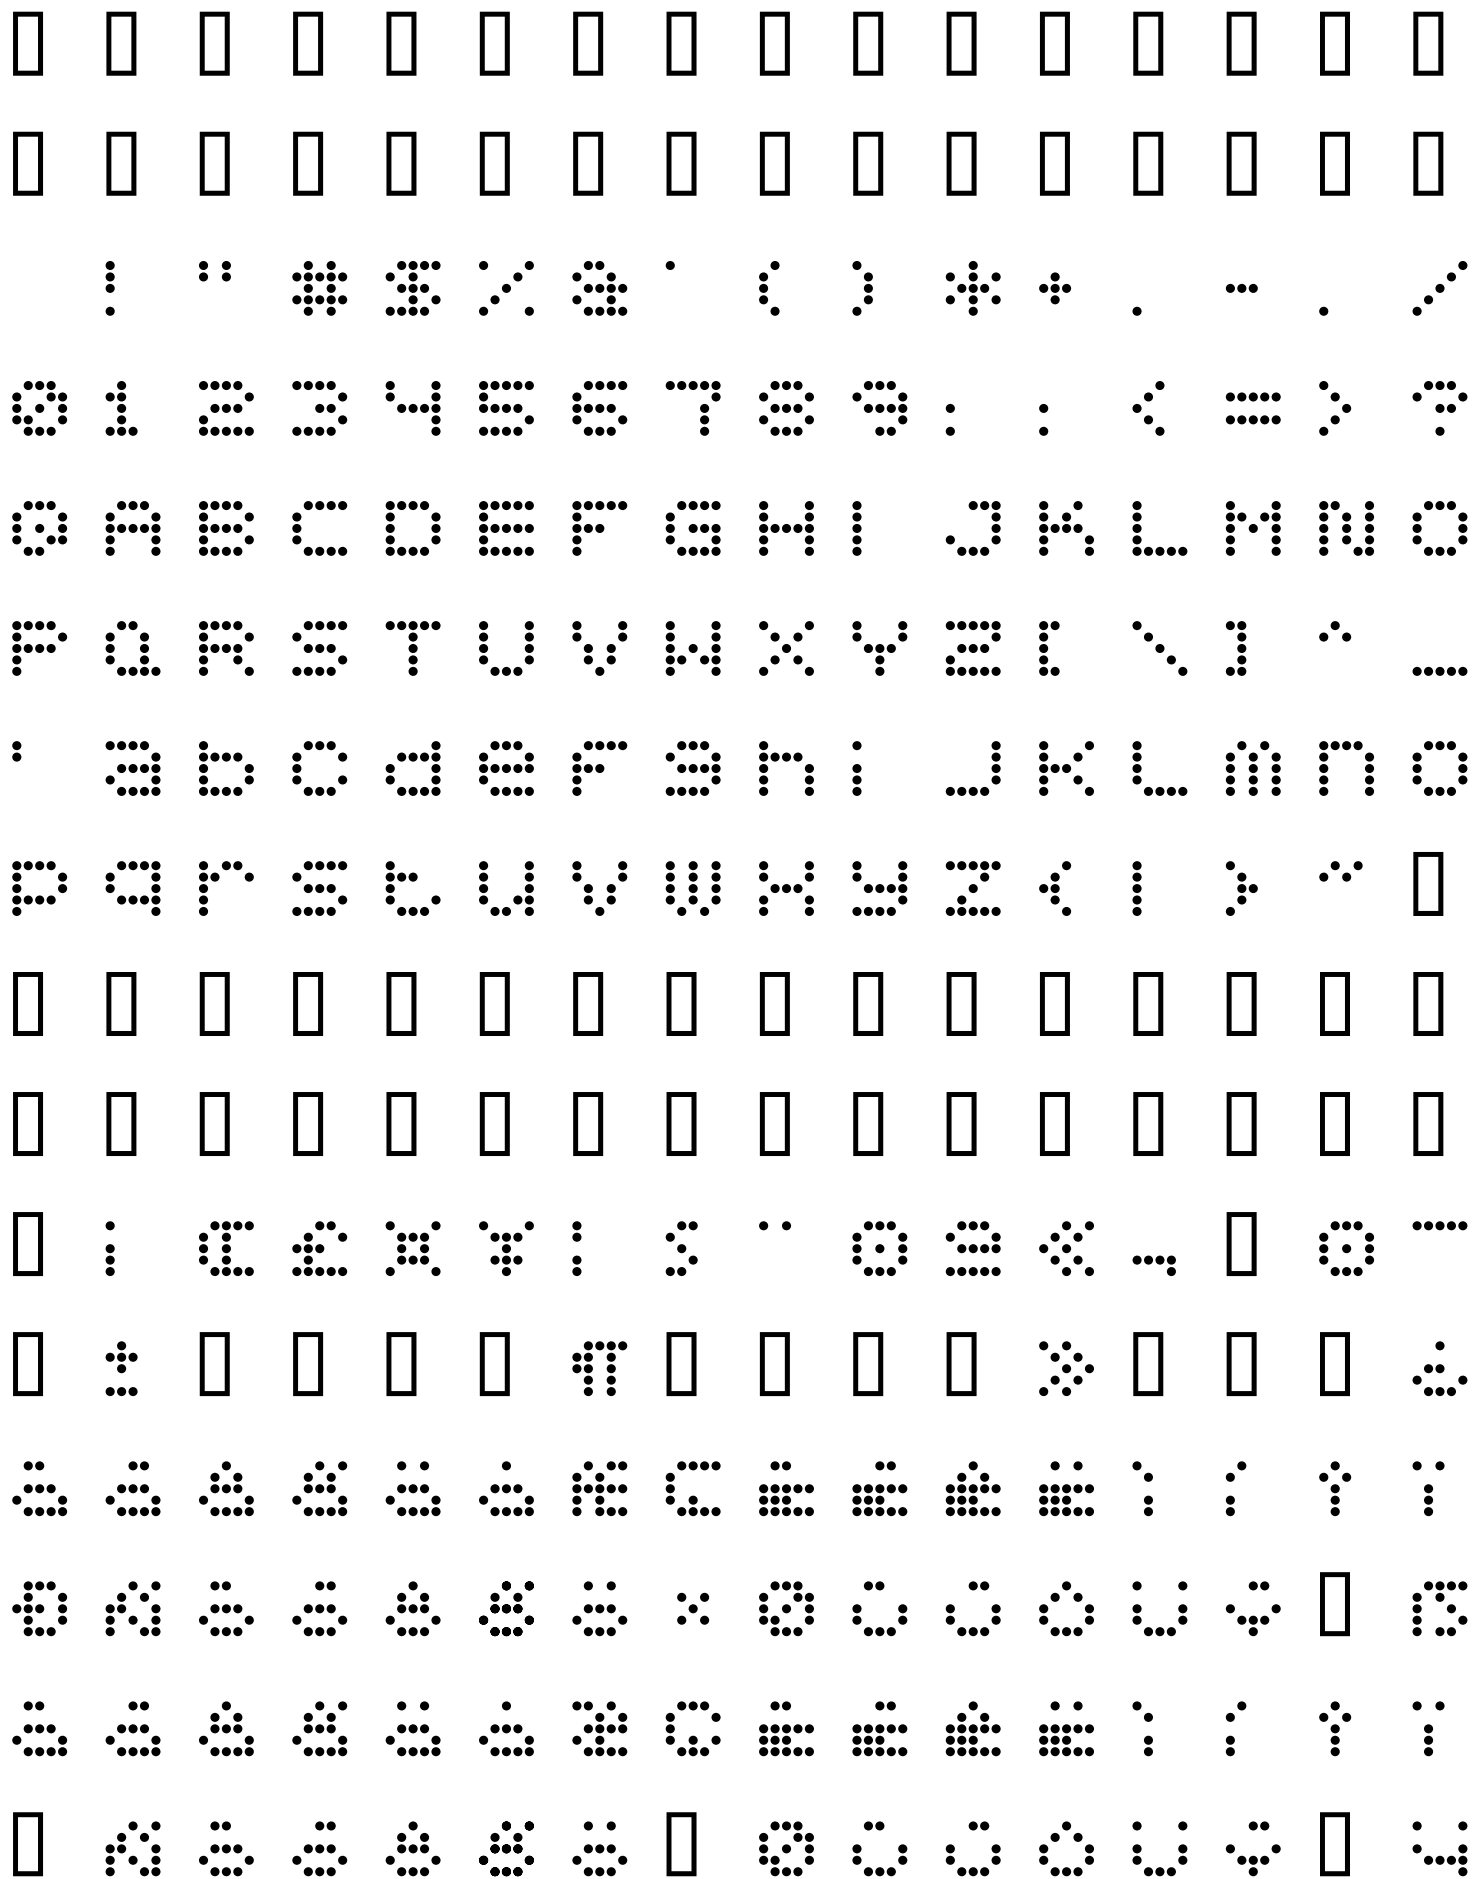 ! " # $ % & ' ( ) * + , - . /
0 1 2 3 4 5 6 7 8 9 : ; < = > ?
@ A B C D E F G H I J K L M N O
P Q R S T U V W X Y Z [ \ ] ^ _
` a b c d e f g h i j k l m n o
p q r s t u v w x y z { | } ~
¡ ¢ £ ¤ ¥ ¦ § ¨ © ª « ¬ ® ¯
± ¶ » ¿
À Á Â Ã Ä Å Æ Ç È É Ê Ë Ì Í Î Ï
Ð Ñ Ò Ó Ô Õ Ö × Ø Ù Ú Û Ü Ý ß
à á â ã ä å æ ç è é ê ë ì í î ï
ñ ò ó ô õ ö ø ù ú û ü ý ÿ